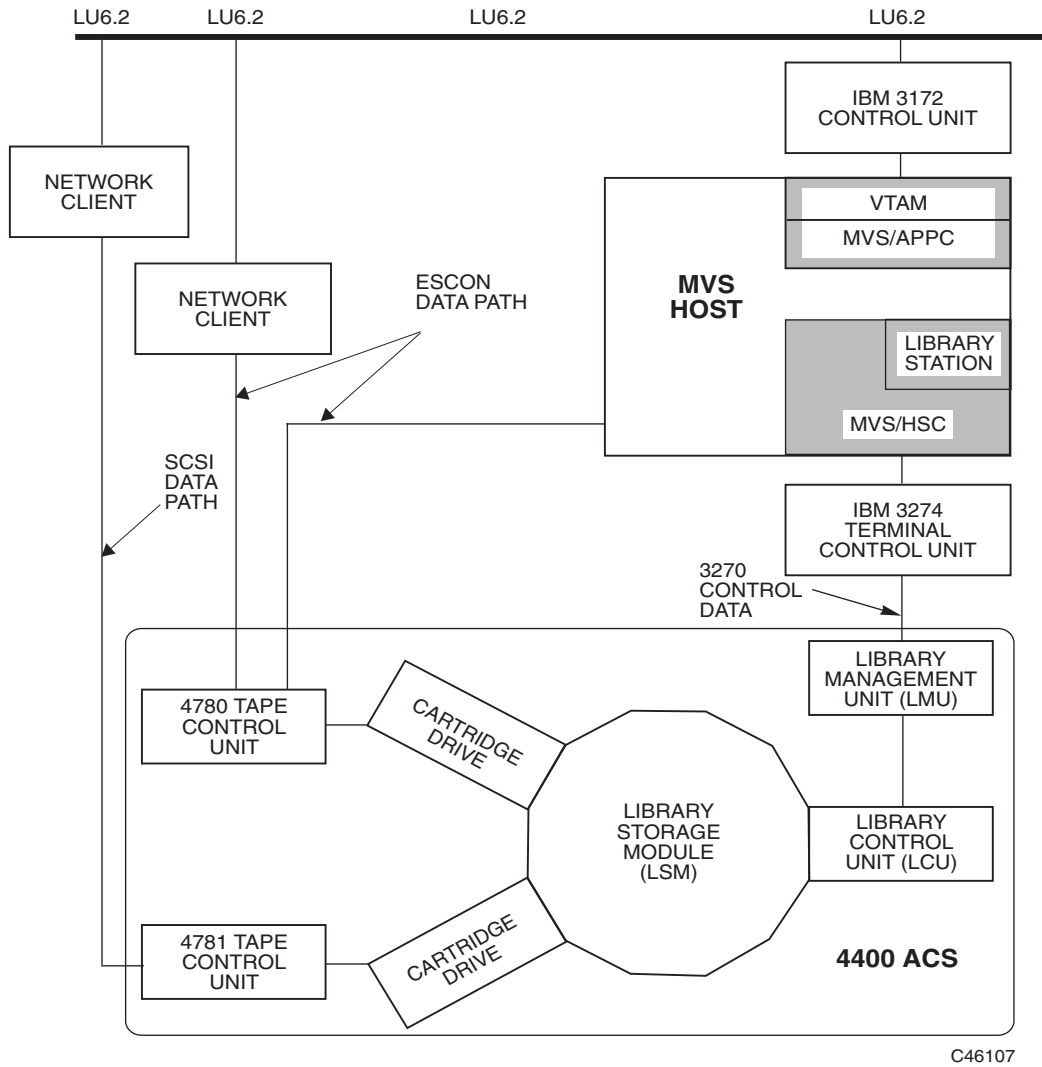 LU6.2
LU6.2
LU6.2
LU6.2
IBM 3172
CONTROL UNIT
NETWORK
CLIENT
VTAM
MVS/APPC
MVS
HOST
NETWORK
CLIENT
ESCON
DATA PATH
LIBRARY
STATION
MVS/HSC
SCSI
DATA
PATH
IBM 3274
TERMINAL
CONTROL UNIT
3270
CONTROL
DATA
LIBRARY
MANAGEMENT
UNIT (LMU)
4780 TAPE
CONTROL
UNIT
CARTRIDGE
DRIVE
LIBRARY
STORAGE
MODULE
(LSM)
LIBRARY
CONTROL
UNIT (LCU)
4781 TAPE
CONTROL
UNIT
CARTRIDGE
DRIVE
4400 ACS
C46107